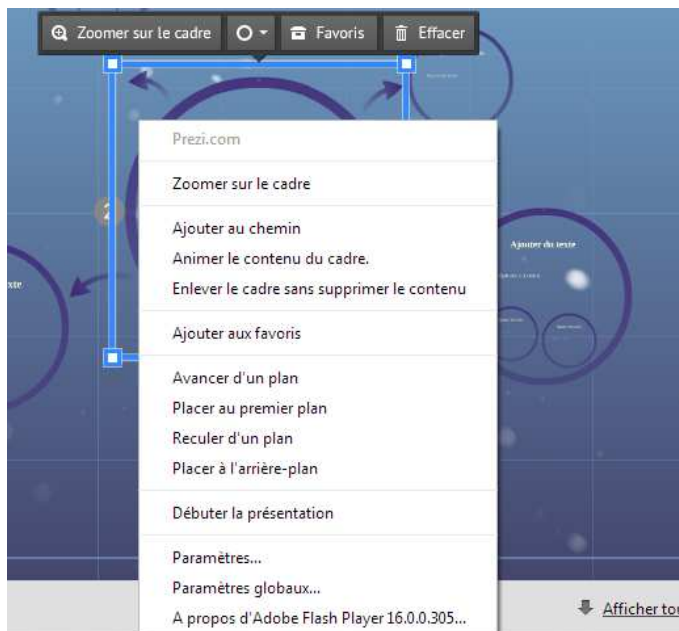 Zoomer sur le cadre Favoris Effacer
Prezi.com
Zoomer sur le cadre
2
Ajouter au chemin
Animer le contenu du cadre.
Enlever le cadre sans supprimer le contenu
Ajouter du texte
xte
Ajouter aux favoris
Avancer d'un plan
Placer au premier plan
Reculer d'un plan
Placer à l'arrière-plan
Débuter la présentation
Paramètres...
Paramètres globaux...
A propos d'Adobe Flash Player 16.0.0.305...
Afficher tou